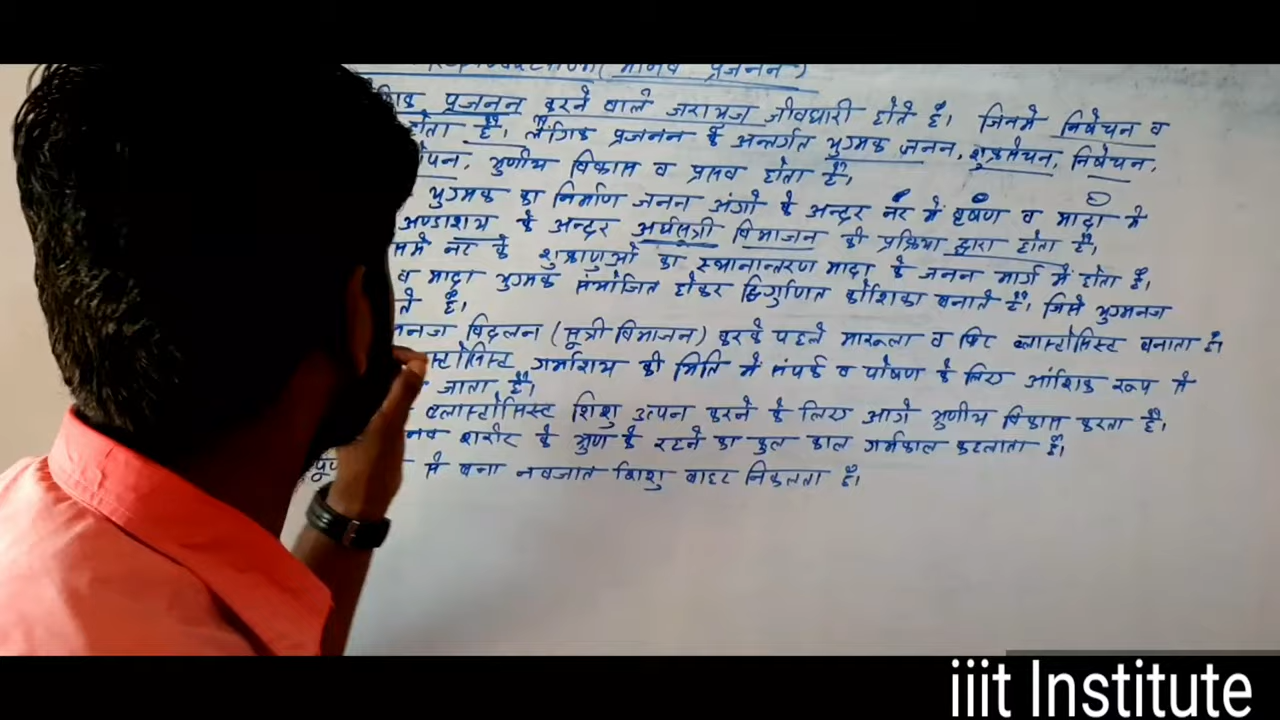 (मानव प्रजनन)
प्रजनन करने वाले जरायुज जीवधारी होते हैं। जिनमे निषेचन व
होता है। लैंगिक प्रजनन के अन्तर्गत युग्मक जनन, शुक्रसेचन, निषेचन,
भ्रुणीय विकास व प्रसव होता है।
युग्मक का निर्माण जनन अंगो के अन्दर नर में वृषण व मादा मे
अण्डाशय के अन्दर अर्धसूत्री विभाजन की प्रक्रिया द्वारा होता है।
नर के शुक्राणुओ का स्थानान्तरण मादा के जनन मार्ग में होता है।
व मादा युग्मक संयोजित होकर द्विगुणित कोशिका बनाते है। जिसे युग्मनज
है।
विदलन (सूत्री विभाजन) करके पहले मारूला व फिर ब्लास्टोसिस्ट बनाता है।
गर्भाशय की भित्ति मे संपर्क व पोषण के लिए आंशिक रूप से
जाता है।
ब्लास्टोसिस्ट शिशु उत्पन करने के लिए आगे भ्रुणीय विकास करता है।
शरीर के भ्रुण के रहने का कुल काल गर्भकाल कहलाता है।
से बना नवजात शिशु बाहर निकलता है।
iiit Institute